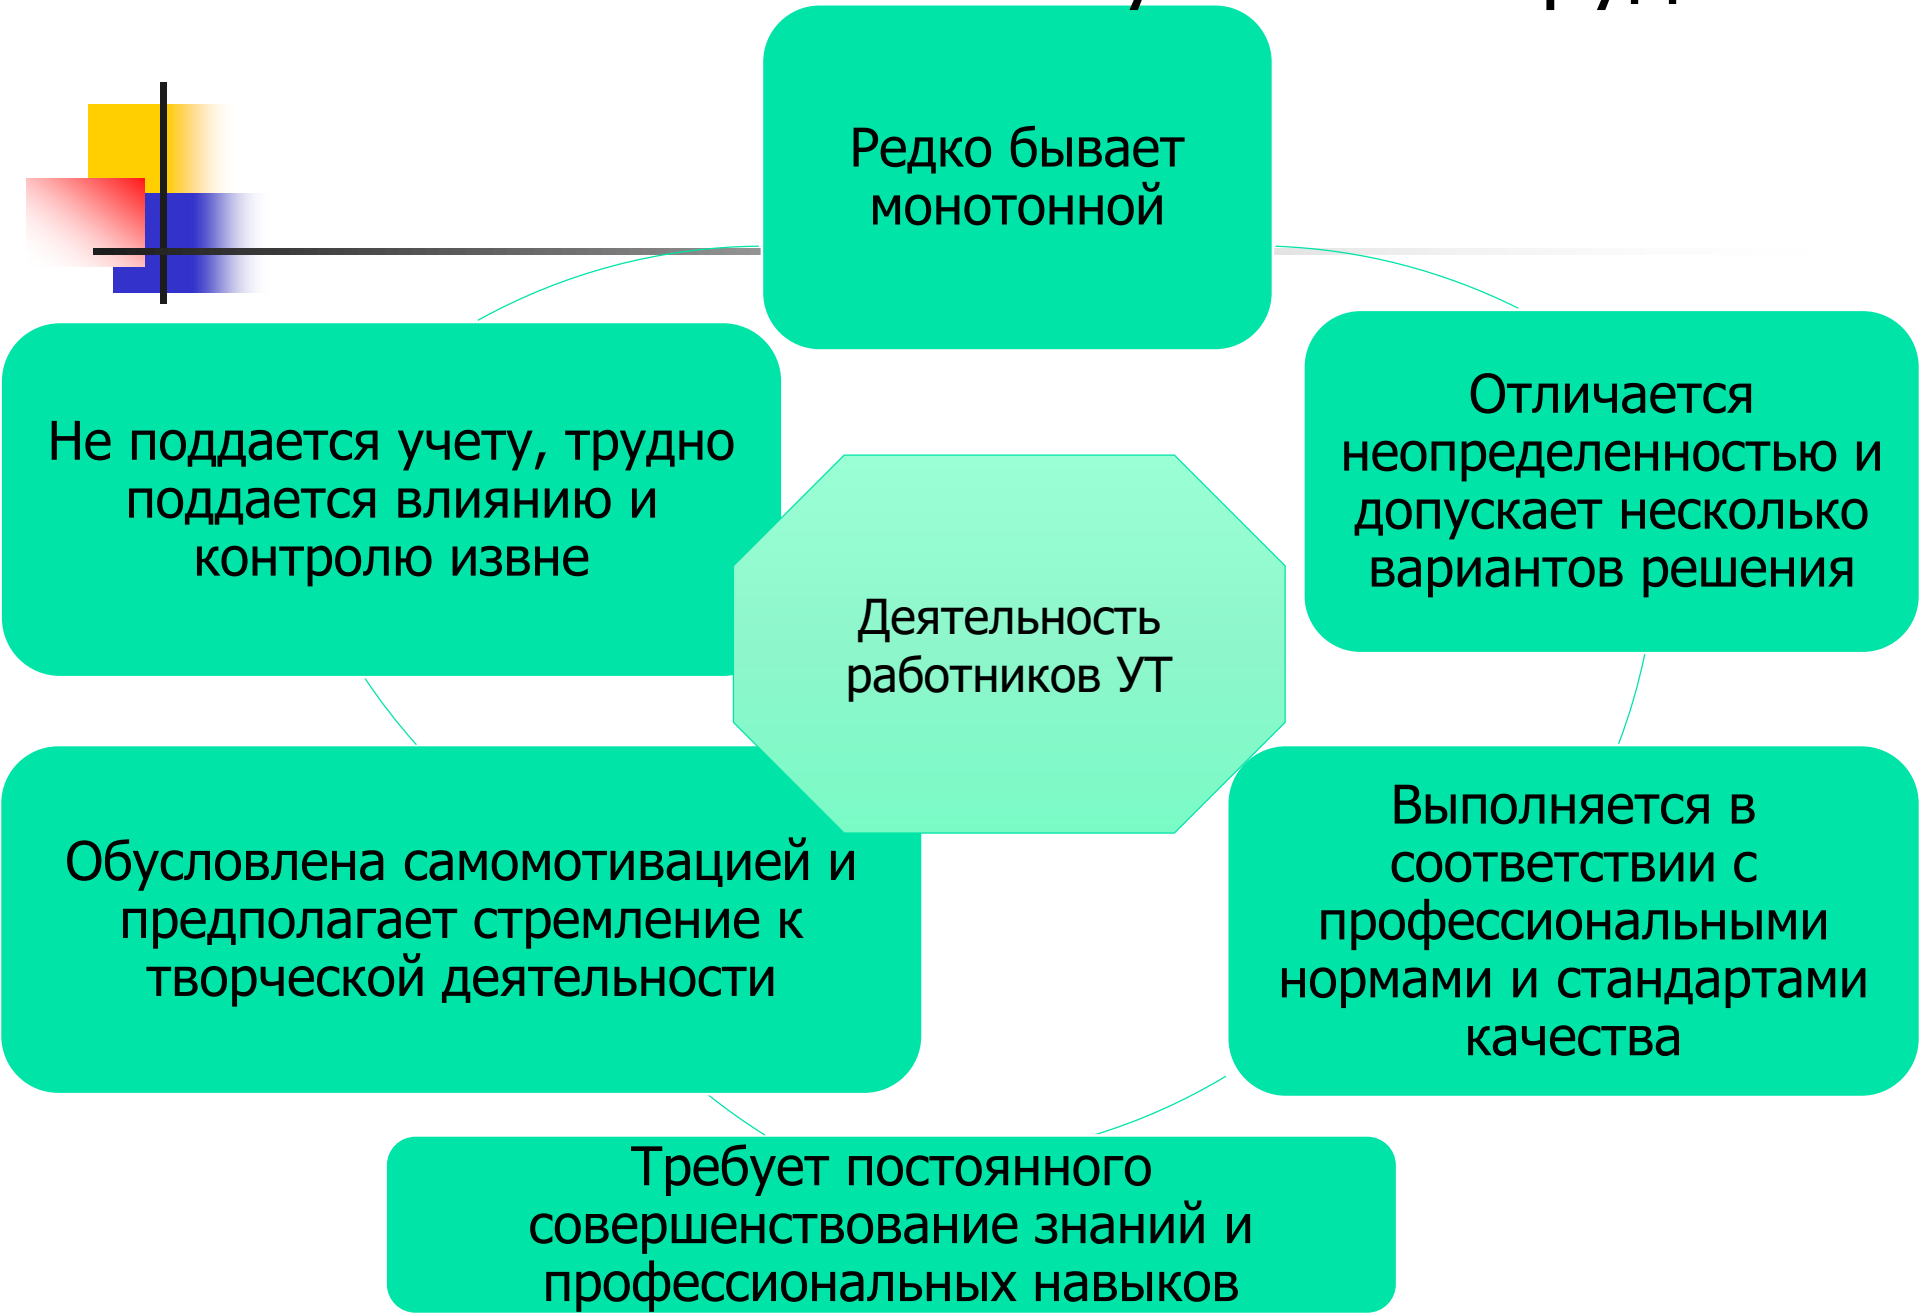 Редко бывает
монотонной
Отличается
неопределенностью и
допускает несколько
вариантов решения
Выполняется в
соответствии с
профессиональными
нормами и стандартами
качества
Требует постоянного
совершенствование знаний и
профессиональных навыков
Обусловлена самомотивацией и
предполагает стремление к
творческой деятельности
Не поддается учету, трудно
поддается влиянию и
контролю извне
Деятельность
работников УТ